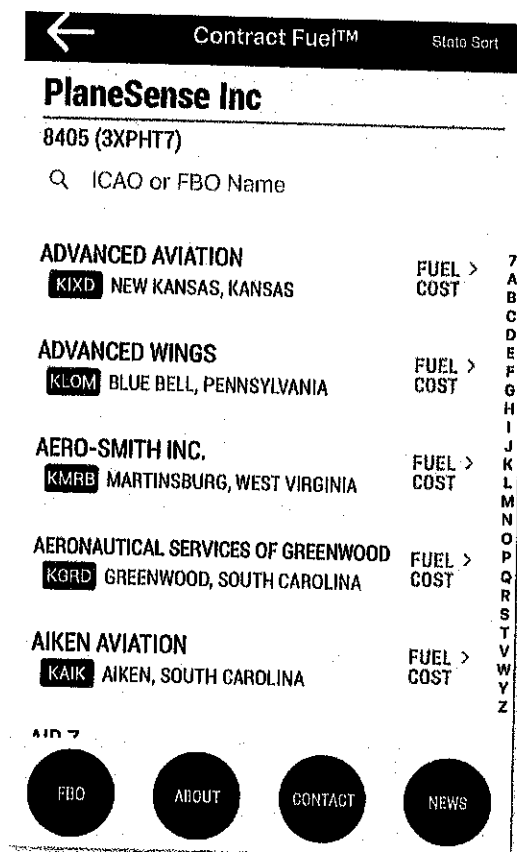 Contract Fuel™
State Sort
PlaneSense Inc
8405 (3XPHT7)
ICAO or FBO Name
ADVANCED AVIATION
KIXD NEW KANSAS, KANSAS
FUEL >
COST
ADVANCED WINGS
KLOM BLUE BELL, PENNSYLVANIA
FUEL >
COST
AERO-SMITH INC.
KMRB MARTINSBURG, WEST VIRGINIA
FUEL >
COST
AERONAUTICAL SERVICES OF GREENWOOD
KGRD GREENWOOD, SOUTH CAROLINA
FUEL >
COST
AIKEN AVIATION
KAIK AIKEN, SOUTH CAROLINA
FUEL >
COST
7
A
B
C
D
E
F
G
H
I
J
K
L
M
N
O
P
Q
R
S
T
V
W
Y
Z
FBO
ABOUT
CONTACT
NEWS